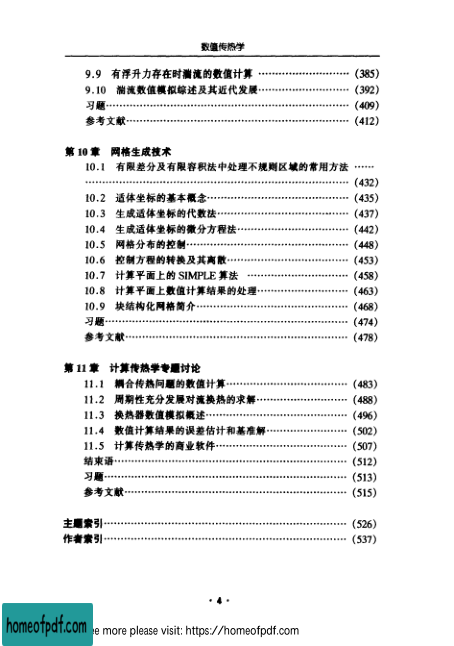 数值传热学
9.9 有浮升力存在时湍流的数值计算 ………………………… (385)
9.10 湍流数值模拟综述及其近代发展………………………… (392)
习题………………………………………………………………… (409)
参考文献…………………………………………………………… (412)
第10章 网格生成技术
10.1 有限差分及有限容积法中处理不规则区域的常用方法 ……
……………………………………………………………………… (432)
10.2 适体坐标的基本概念……………………………………… (435)
10.3 生成适体坐标的代数法…………………………………… (437)
10.4 生成适体坐标的微分方程法……………………………… (442)
10.5 网格分布的控制…………………………………………… (448)
10.6 控制方程的转换及其离散………………………………… (453)
10.7 计算平面上的 SIMPLE 算法 …………………………… (458)
10.8 计算平面上数值计算结果的处理………………………… (463)
10.9 块结构化网格简介………………………………………… (468)
习题………………………………………………………………… (474)
参考文献…………………………………………………………… (478)
第11章 计算传热学专题讨论
11.1 耦合传热问题的数值计算………………………………… (483)
11.2 周期性充分发展对流换热的求解………………………… (488)
11.3 换热器数值模拟概述……………………………………… (496)
11.4 数值计算结果的误差估计和基准解……………………… (502)
11.5 计算传热学的商业软件…………………………………… (507)
结束语……………………………………………………………… (512)
习题………………………………………………………………… (513)
参考文献…………………………………………………………… (515)
主题索引…………………………………………………………… (526)
作者索引…………………………………………………………… (537)
· 4 ·
homeofpdf.com
ee more please visit: https://homeofpdf.com